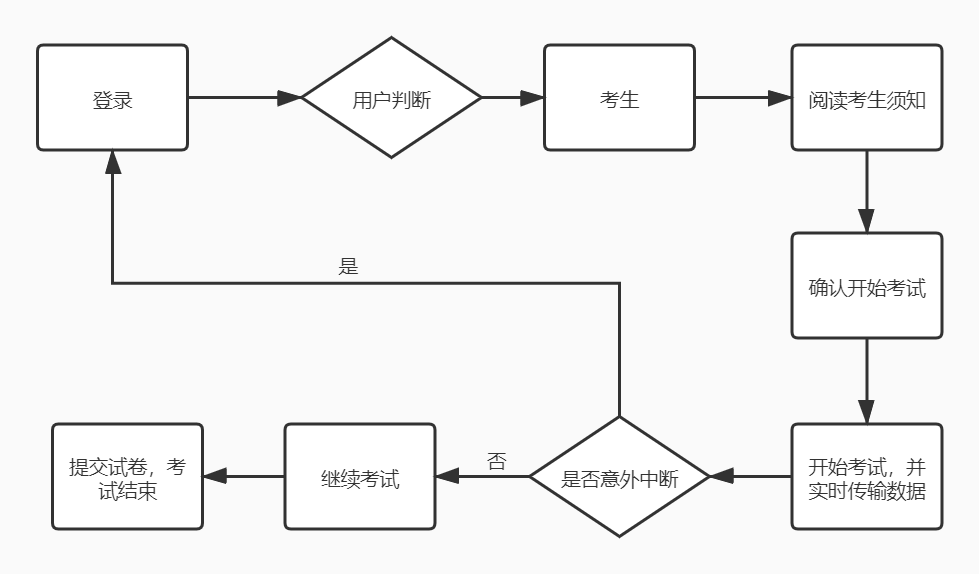 登录
用户判断
考生
阅读考生须知
是
确认开始考试
提交试卷，考
试结束
继续考试
否
是否意外中断
开始考试，并
实时传输数据